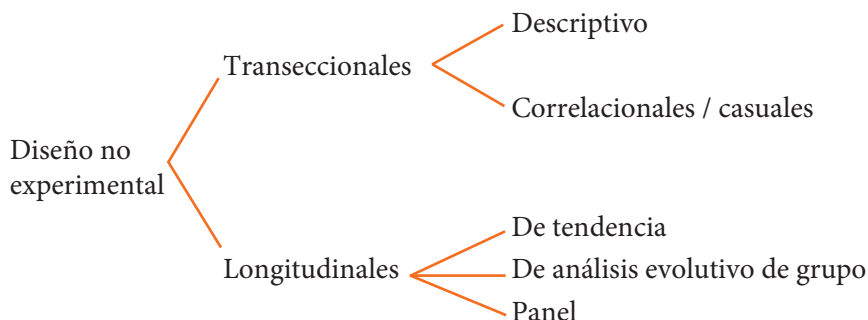 Diseño no
experimental
Transeccionales
Descriptivo
Correlacionales / casuales
Longitudinales
De tendencia
De análisis evolutivo de grupo
Panel